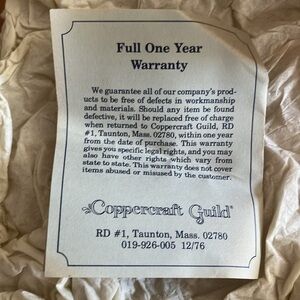 Full One Year
Warranty
We guarantee all of our company's prod-
ucts to be free of defects in workmanship
and materials. Should any item be found
defective, it will be replaced free of charge
when returned to Coppercraft Guild, RD
#1, Taunton, Mass. 02780, within one year
from the date of purchase. This warranty
gives you specific legal rights, and you may
also have other rights which vary from
state to state. This warranty does not cover
items abused or misused by the customer.
Coppercraft Guild®
RD #1, Taunton, Mass. 02780
019-926-005 12/76